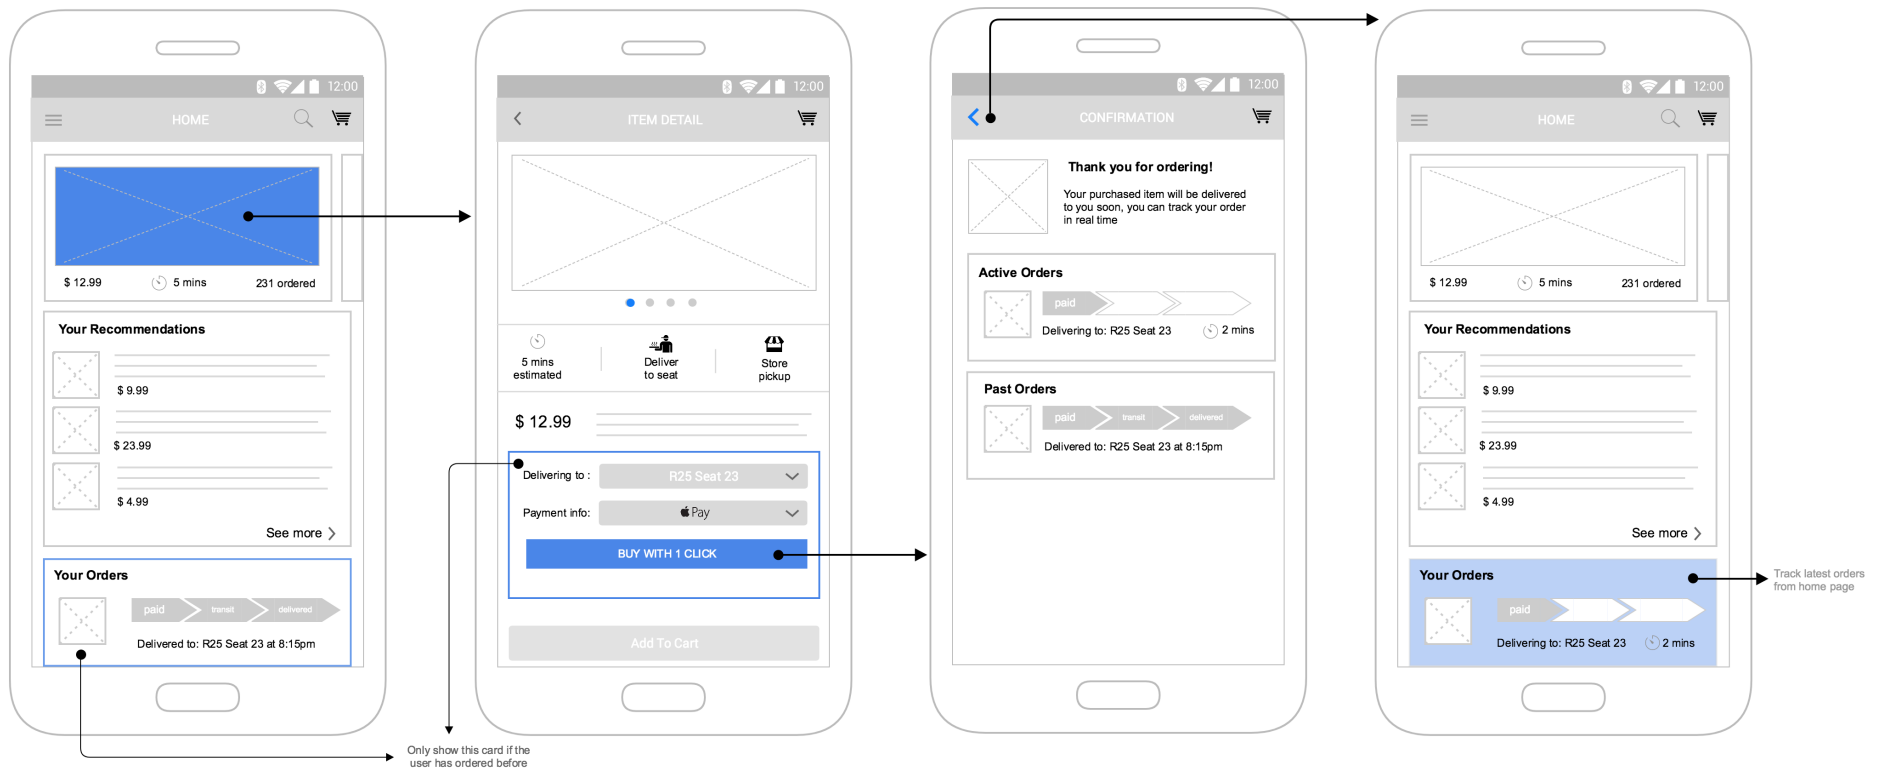 12:00
HOME
$ 12.99
5 mins
231 ordered
Your Recommendations
$ 9.99
$ 23.99
$ 4.99
See more
Your Orders
paid
transit
delivered
Delivered to: R25 Seat 23 at 8:15pm
12:00
ITEM DETAIL
5 mins
estimated
Deliver
to seat
Store
pickup
$ 12.99
Delivering to :
R25 Seat 23
Payment info:
Pay
BUY WITH 1 CLICK
Add To Cart
Only show this card if the
user has ordered before
12:00
CONFIRMATION
Thank you for ordering!
Your purchased item will be delivered
to you soon, you can track your order
in real time
Active Orders
paid
Delivering to: R25 Seat 23
2 mins
Past Orders
paid
transit
delivered
Delivered to: R25 Seat 23 at 8:15pm
12:00
HOME
$ 12.99
5 mins
231 ordered
Your Recommendations
$ 9.99
$ 23.99
$ 4.99
See more
Your Orders
paid
Delivering to: R25 Seat 23
2 mins
Track latest orders
from home page